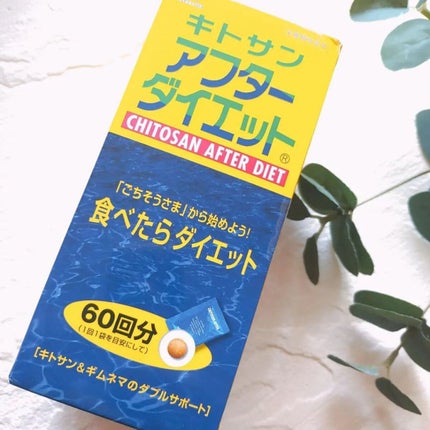 キトサン
アフター
ダイエット®
CHITOSAN AFTER DIET
「ごちそうさま」から始めよう!
食べたらダイエット
60回分
(1回1袋を目安にして)
[キトサン&ギムネマのダブルサポート]